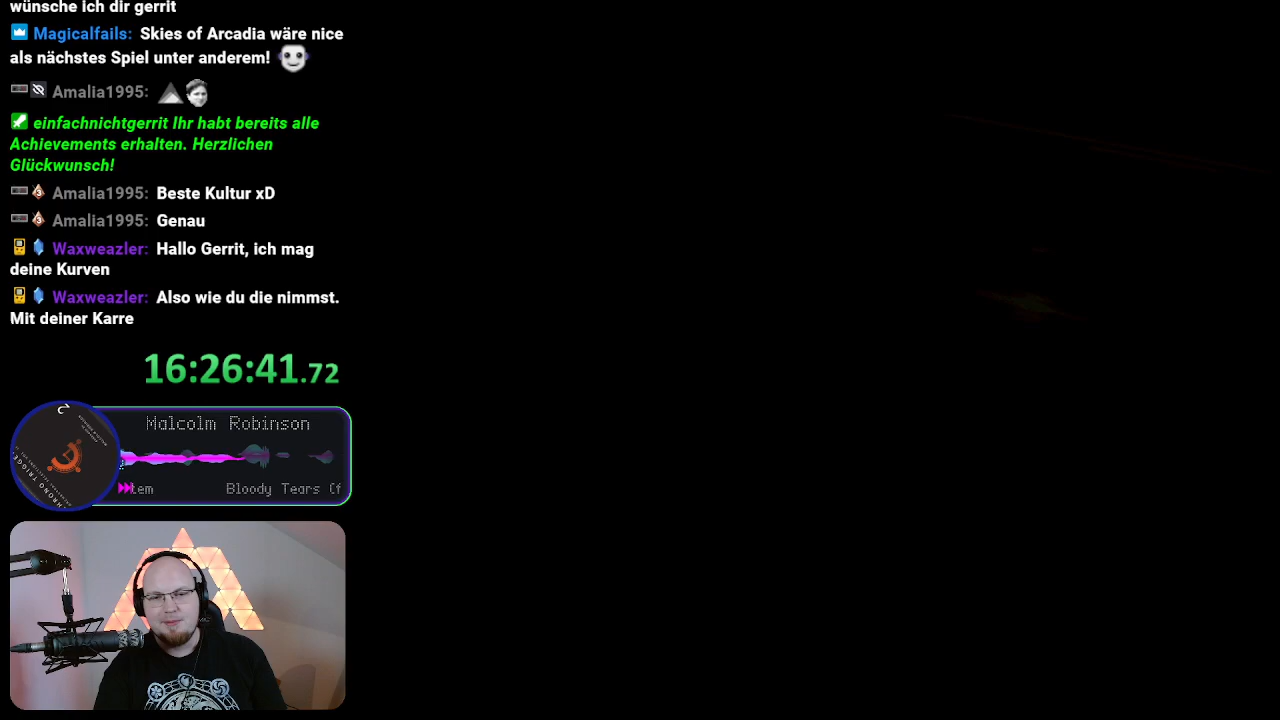 wünsche ich dir gerrit
Magicalfails: Skies of Arcadia wäre nice
als nächstes Spiel unter anderem!
Amalia1995:
einfachnichtgerrit Ihr habt bereits alle
Achievements erhalten. Herzlichen
Glückwunsch!
Amalia1995: Beste Kultur xD
Amalia1995: Genau
Waxweazler: Hallo Gerrit, ich mag
deine Kurven
Waxweazler: Also wie du die nimmst.
Mit deiner Karre
16:26:41.72
Malcolm Robinson
tem Bloody Tears (f